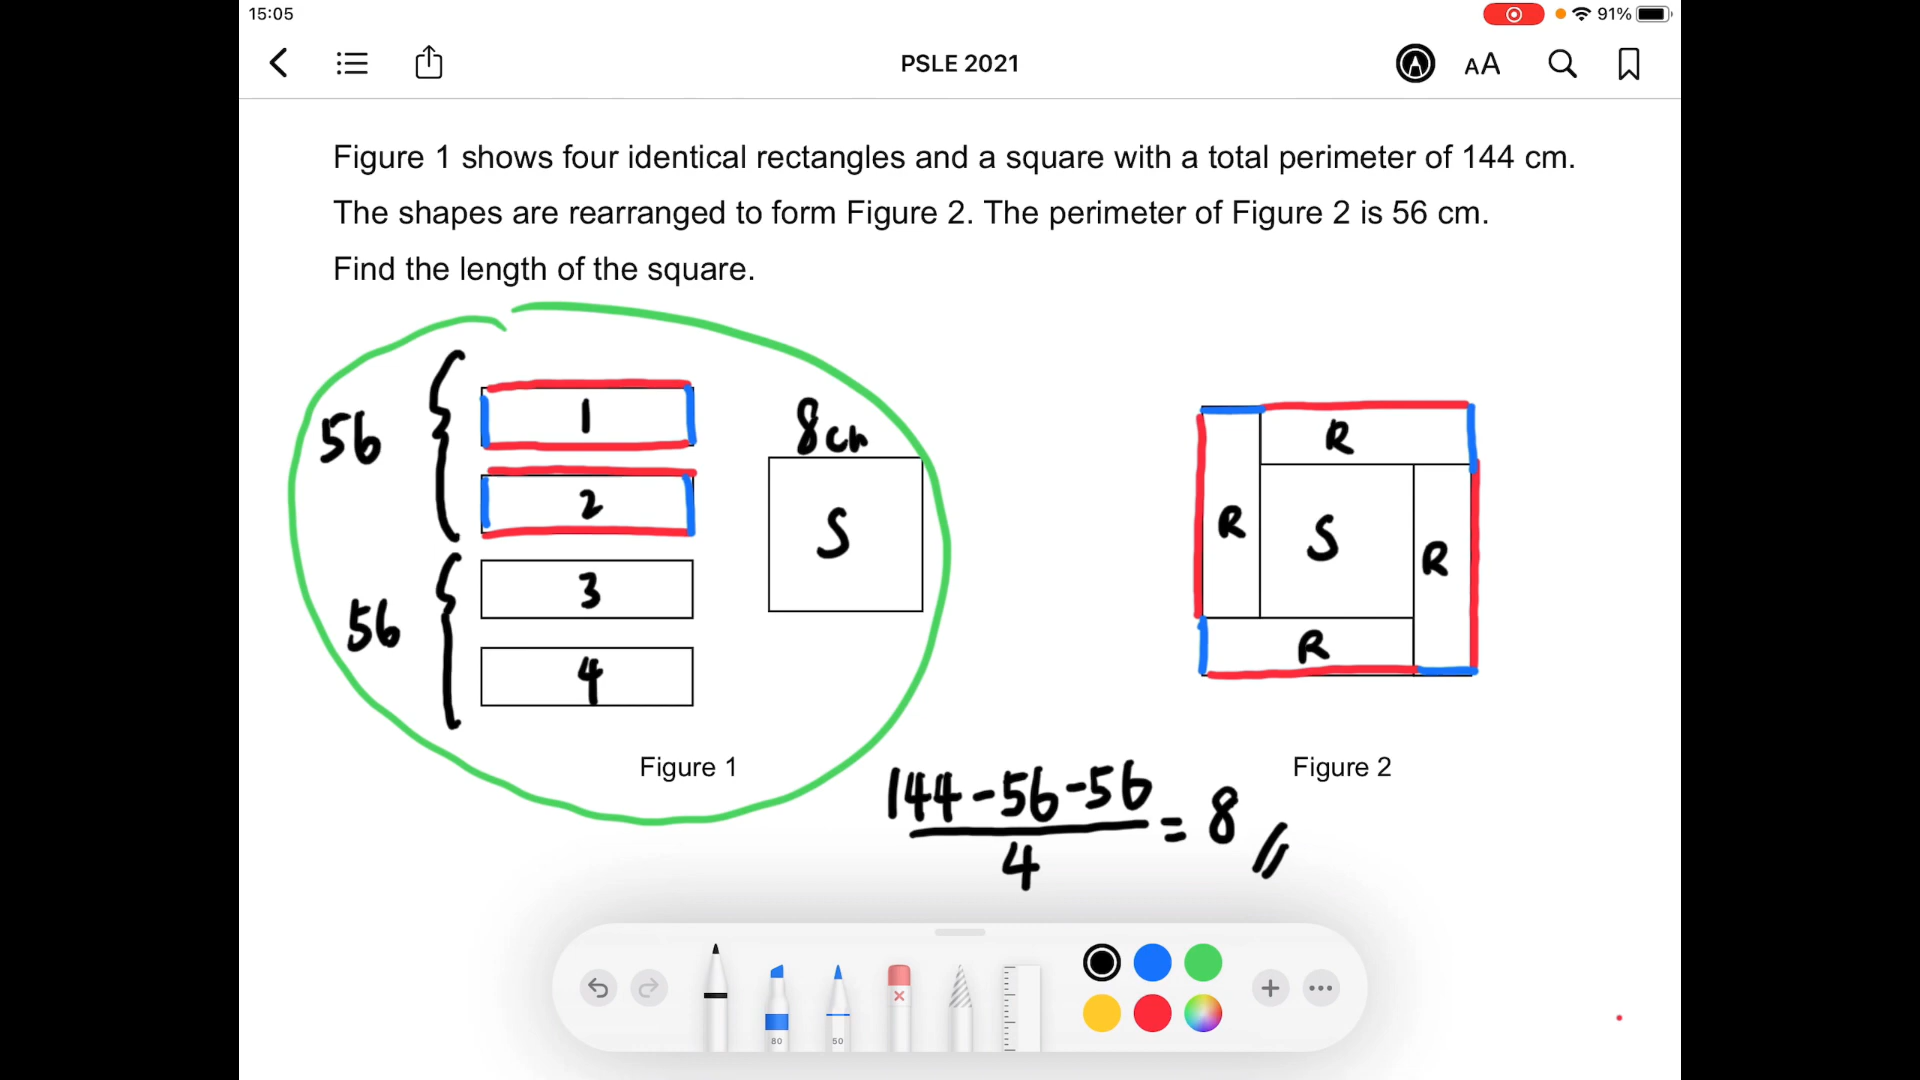 15:05
91%
PSLE 2021
AA
Figure 1 shows four identical rectangles and a square with a total perimeter of 144 cm.
The shapes are rearranged to form Figure 2. The perimeter of Figure 2 is 56 cm.
Find the length of the square.
56
1
2
56
3
4
8cm
S
Figure 1
R
R
S
R
R
Figure 2
144-56-56
4
= 8
80
50